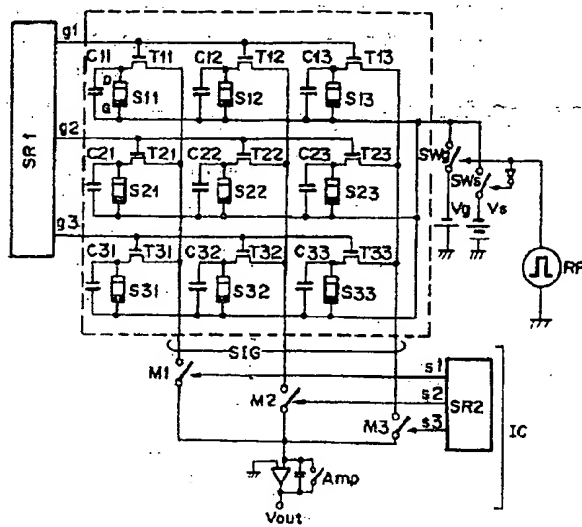 g1
C11 T11 C12 T12 C13 T13
D
G
S11 S12 S13
SR1
g2
C21 T21 C22 T22 C23 T23
S21 S22 S23
SWg
SWs
Vg Vs
g3
C31 T31 C32 T32 C33 T33
S31 S32 S33
RF
SIG
M1 s1
M2 s2
M3 s3
SR2
IC
Amp
Vout